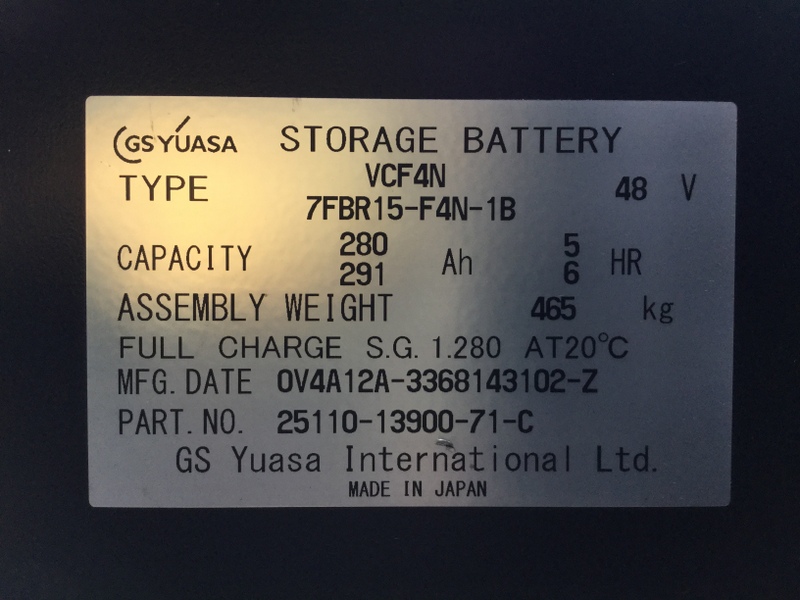 GS YUASA STORAGE BATTERY
TYPE VCF4N 48 V
7FBR15-F4N-1B
CAPACITY 280 Ah 5 HR
291 6
ASSEMBLY WEIGHT 465 kg
FULL CHARGE S.G. 1.280 AT20℃
MFG. DATE 0V4A12A-3368143102-Z
PART. NO. 25110-13900-71-C
GS Yuasa International Ltd.
MADE IN JAPAN